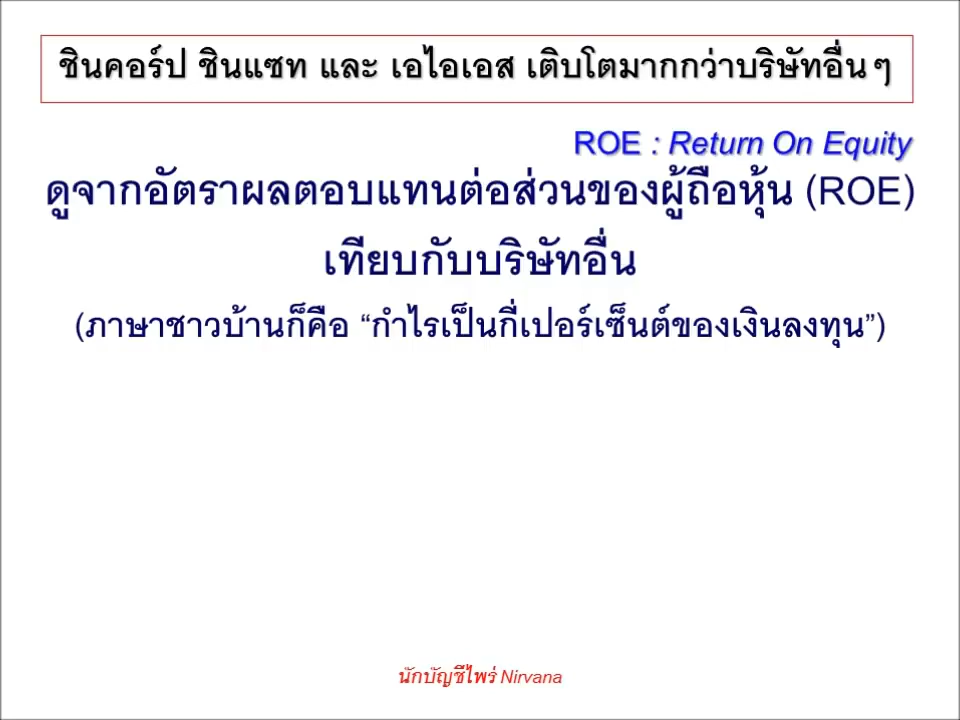 ชินคอร์ป ชินแซท และ เอไอเอส เติบโตมากกว่าบริษัทอื่นๆ
ROE : Return On Equity
ดูจากอัตราผลตอบแทนต่อส่วนของผู้ถือหุ้น (ROE)
เทียบกับบริษัทอื่น
(ภาษาชาวบ้านก็คือ “กำไรเป็นกี่เปอร์เซ็นต์ของเงินลงทุน”)
นักบัญชีไพร่ Nirvana